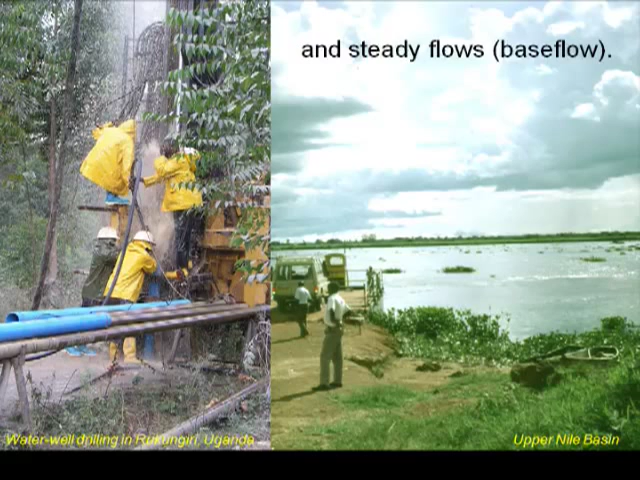 and steady flows (baseflow).
Water-well drilling in Rukungiri, Uganda
Upper Nile Basin